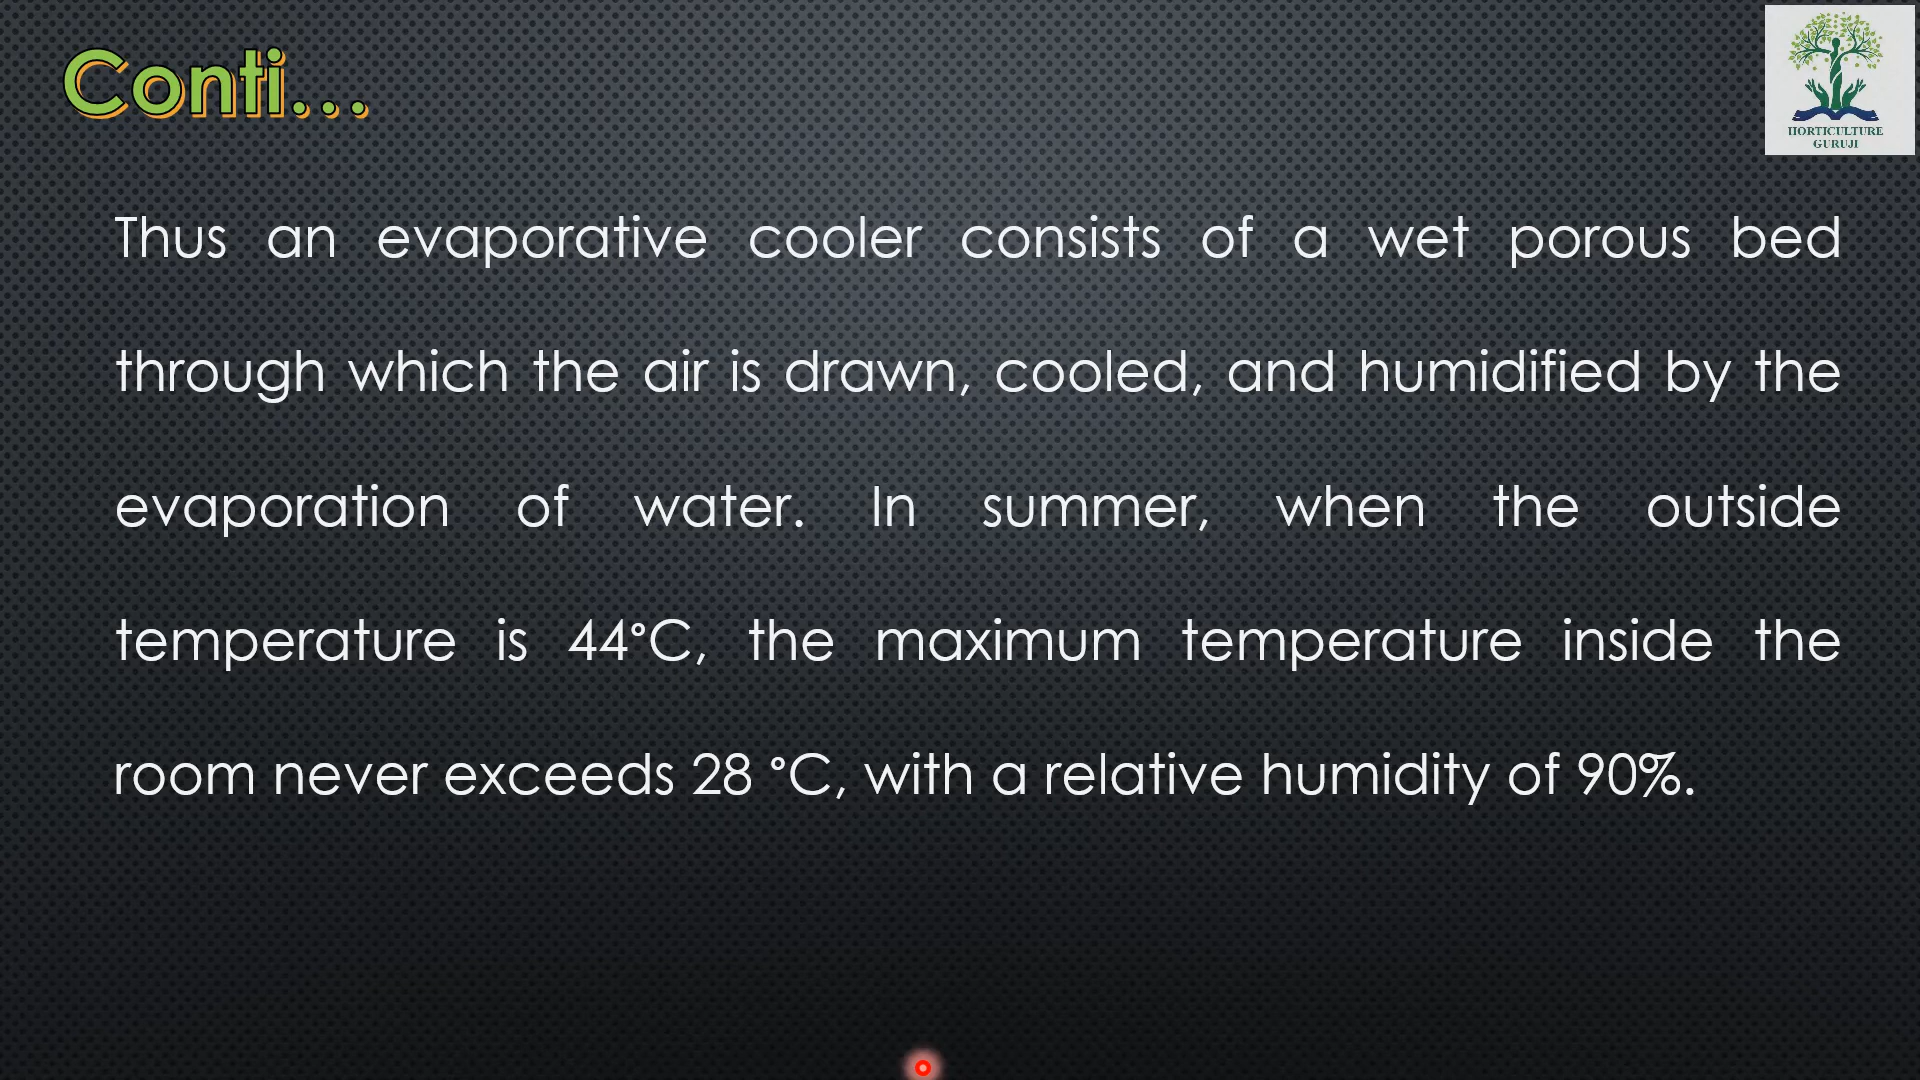 Conti...
HORTICULTURE
GURUJI
Thus an evaporative cooler consists of a wet porous bed
through which the air is drawn, cooled, and humidified by the
evaporation of water. In summer, when the outside
temperature is 44°C, the maximum temperature inside the
room never exceeds 28 °C, with a relative humidity of 90%.